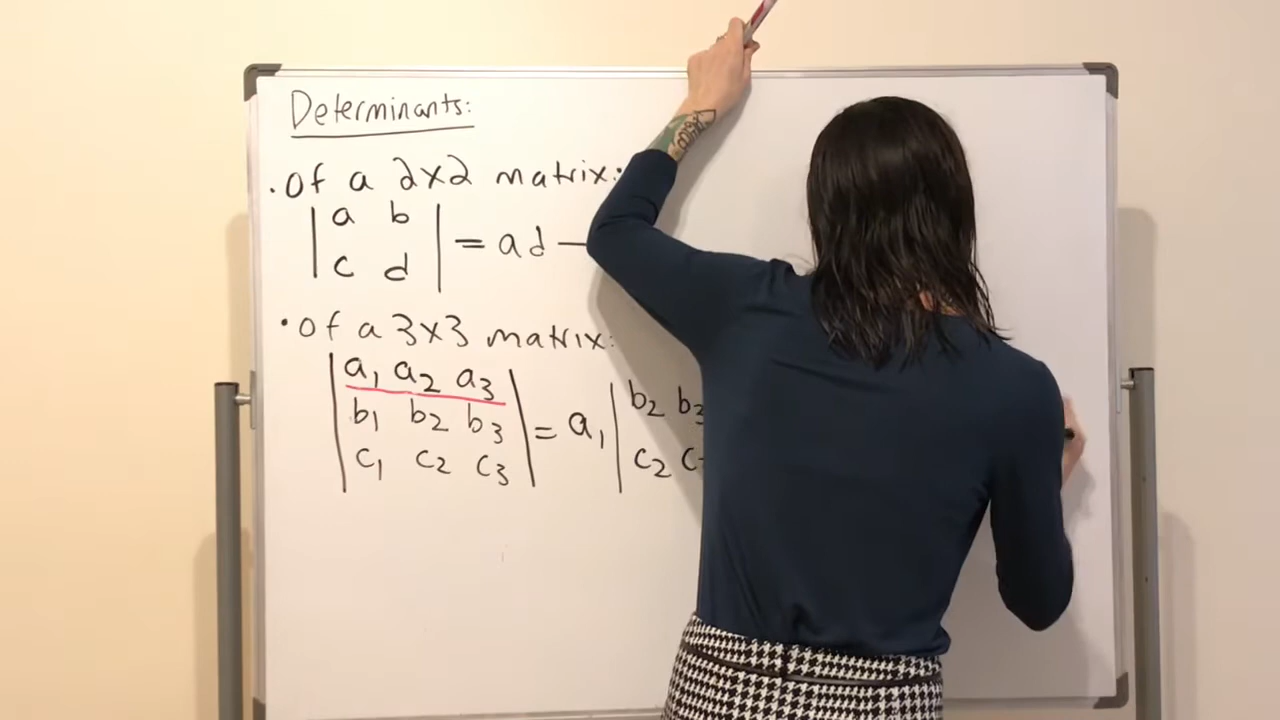 Determinants:
• Of a 2x2 matrix:
| a b |
| c d | = ad —
• Of a 3x3 matrix:
| a₁ a₂ a₃ |
| b₁ b₂ b₃ | = a₁ | b₂ b₃
| c₁ c₂ c₃ | | c₂ c